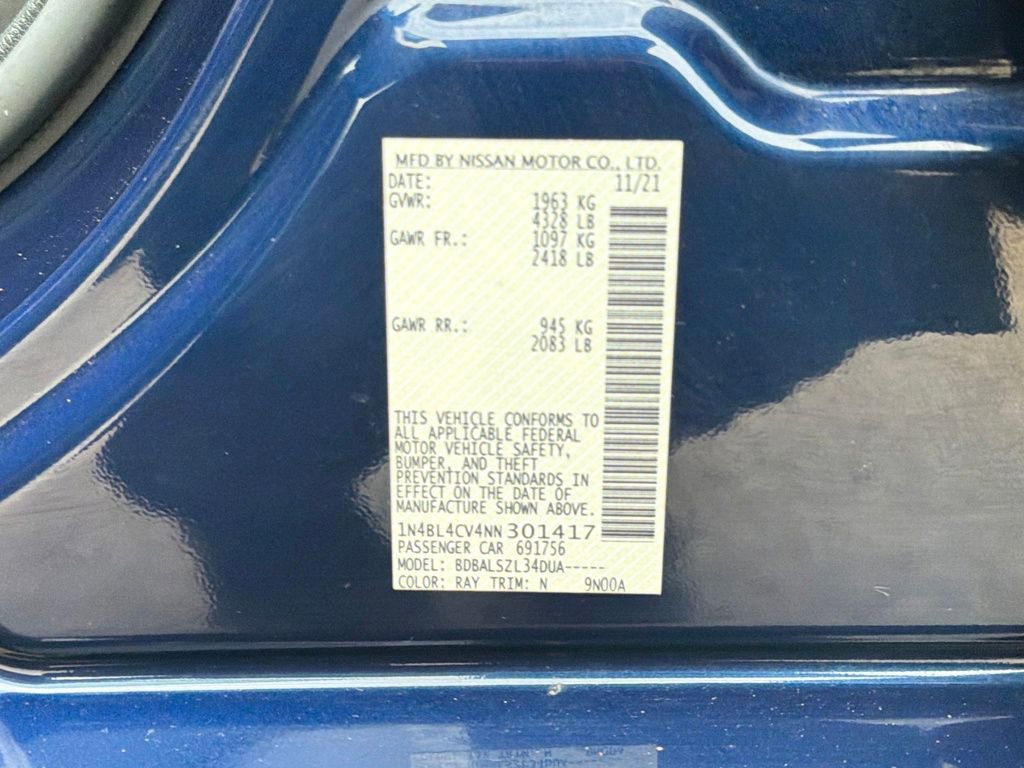 MFD BY NISSAN MOTOR CO., LTD.
DATE: 11/21
GVWR: 1963 KG
4328 LB
GAWR FR.: 1097 KG
2418 LB
GAWR RR.: 945 KG
2083 LB
THIS VEHICLE CONFORMS TO
ALL APPLICABLE FEDERAL
MOTOR VEHICLE SAFETY,
BUMPER, AND THEFT
PREVENTION STANDARDS IN
EFFECT ON THE DATE OF
MANUFACTURE SHOWN ABOVE.
1N4BL4CV4NN301417
PASSENGER CAR 691756
MODEL: BDBALSZL34DUA-----
COLOR: RAY TRIM: N 9N00A